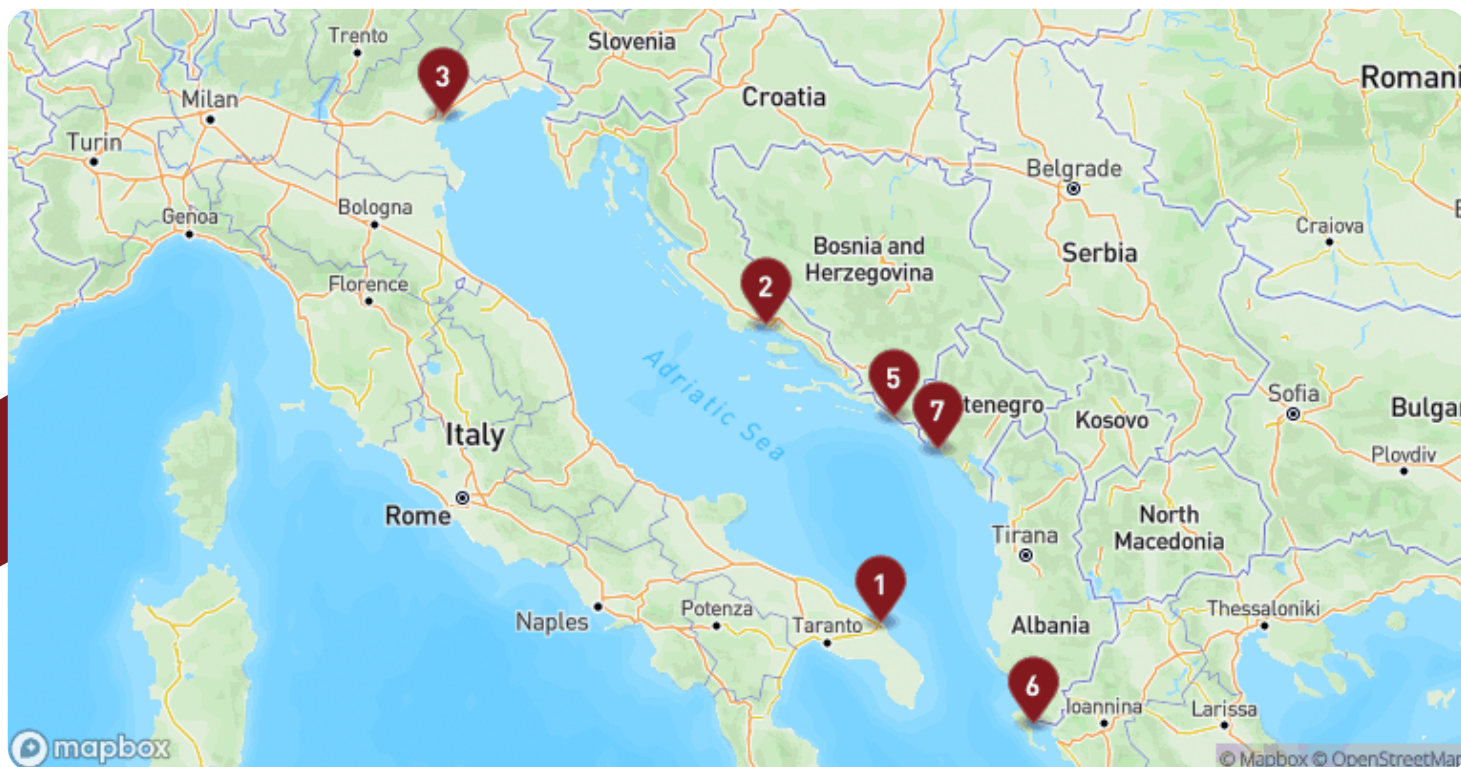 Trento
Slovenia
Romani
3
Milan
Croatia
Turin
Belgrade
Genoa
Bologna
Craiova
Bosnia and
Herzegovina
Serbia
Florence
2
Adriatic Sea
5
7
tenegro
Kosovo
Sofia
Bulga
Italy
Plovdiv
Rome
North
Macedonia
Tirana
1
Naples
Potenza
Taranto
Albania
Thessaloniki
6
Ioannina
Larissa
mapbox
© Mapbox © OpenStreetMap